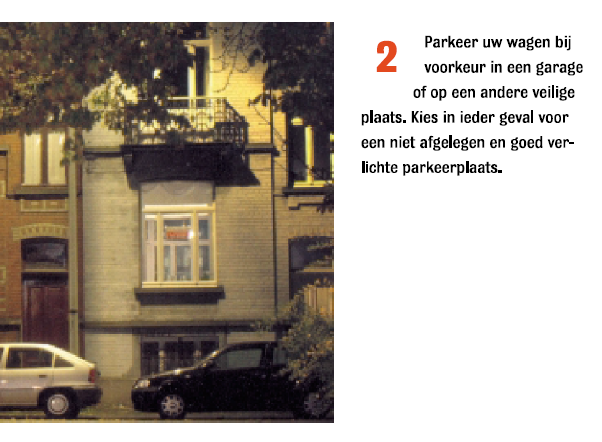 2 Parkeer uw wagen bij
voorkeur in een garage
of op een andere veilige
plaats. Kies in ieder geval voor
een niet afgelegen en goed ver-
lichte parkeerplaats.